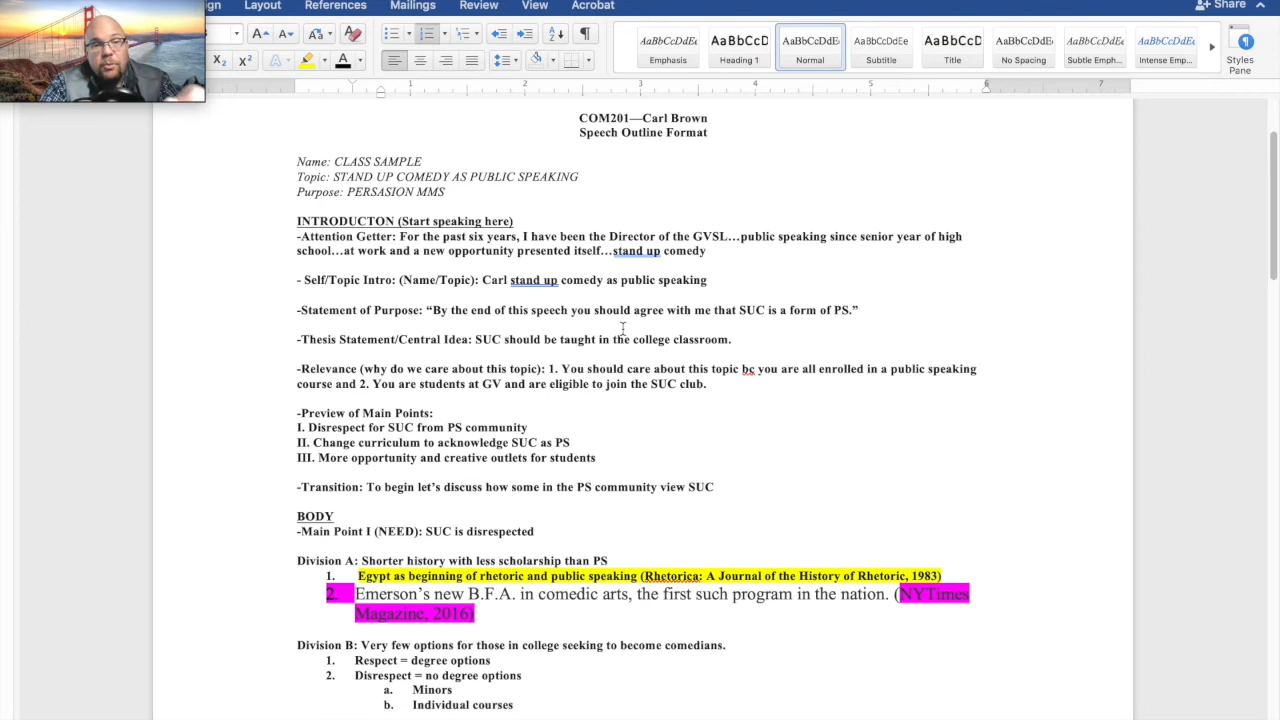 Layout References Mailings Review View Acrobat Share
AaBbCcDdEe AaBbCcD AaBbCcDdEe AaBbCcDdEe AaBbCcD AaBbCcDdEe AaBbCcDdEe AaBbCcDdEe
Emphasis Heading 1 Normal Subtitle Title No Spacing Subtle Emph... Intense Emp... Styles
Pane
1 2 3 4 5 6 7
COM201—Carl Brown
Speech Outline Format
Name: CLASS SAMPLE
Topic: STAND UP COMEDY AS PUBLIC SPEAKING
Purpose: PERSASION MMS
INTRODUCTON (Start speaking here)
-Attention Getter: For the past six years, I have been the Director of the GVSL…public speaking since senior year of high
school…at work and a new opportunity presented itself…stand up comedy
- Self/Topic Intro: (Name/Topic): Carl stand up comedy as public speaking
-Statement of Purpose: “By the end of this speech you should agree with me that SUC is a form of PS.”
-Thesis Statement/Central Idea: SUC should be taught in the college classroom.
-Relevance (why do we care about this topic): 1. You should care about this topic bc you are all enrolled in a public speaking
course and 2. You are students at GV and are eligible to join the SUC club.
-Preview of Main Points:
I. Disrespect for SUC from PS community
II. Change curriculum to acknowledge SUC as PS
III. More opportunity and creative outlets for students
-Transition: To begin let’s discuss how some in the PS community view SUC
BODY
-Main Point I (NEED): SUC is disrespected
Division A: Shorter history with less scholarship than PS
1. Egypt as beginning of rhetoric and public speaking (Rhetorica: A Journal of the History of Rhetoric, 1983)
2. Emerson’s new B.F.A. in comedic arts, the first such program in the nation. (NYTimes
Magazine, 2016)
Division B: Very few options for those in college seeking to become comedians.
1. Respect = degree options
2. Disrespect = no degree options
a. Minors
b. Individual courses